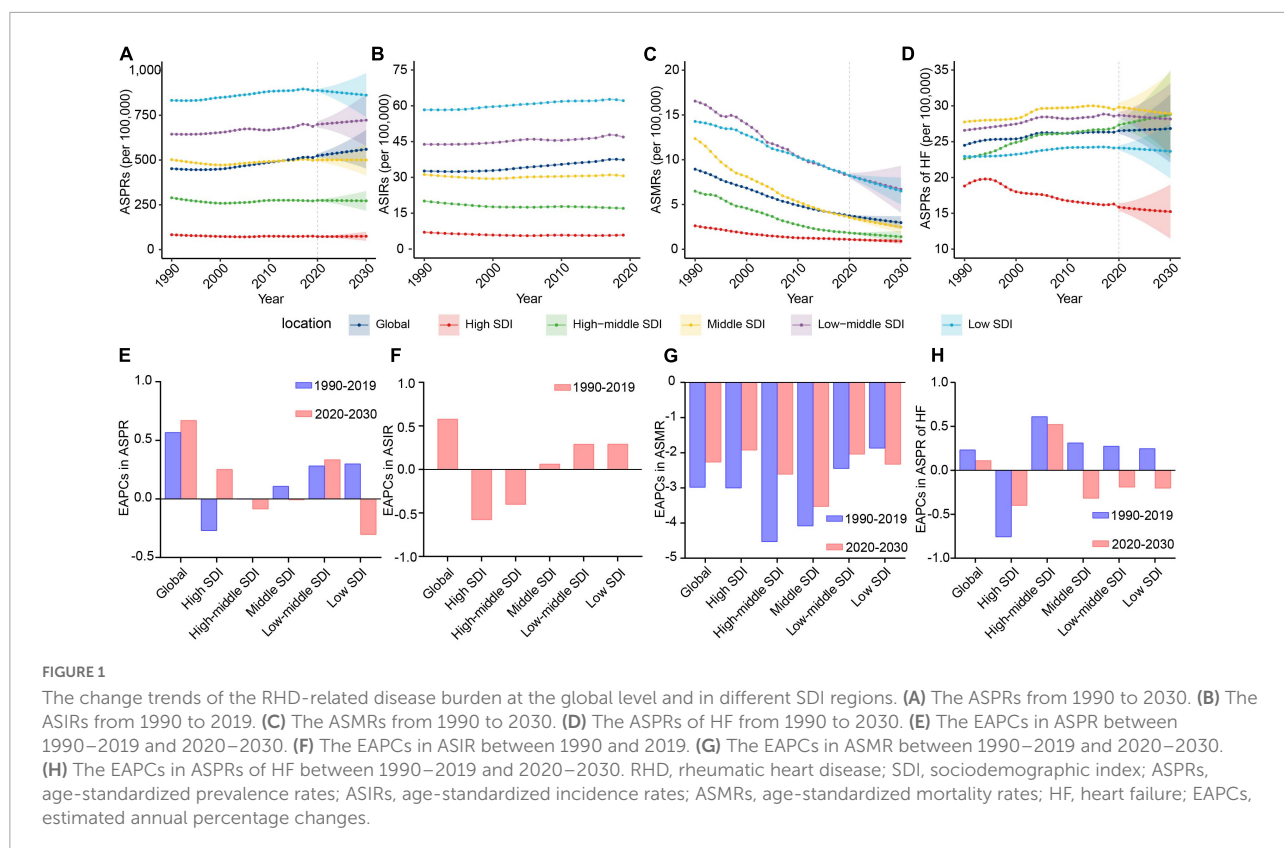 A
B
C
D
ASPRs (per 100,000)
1,000
750
500
250
0
1990
2000
2010
2020
2030
Year
ASIRs (per 100,000)
75
60
45
30
15
0
1990
2000
2010
2020
Year
ASMRs (per 100,000)
20
15
10
5
0
1990
2000
2010
2020
2030
Year
ASPRs of HF (per 100,000)
35
30
25
20
15
10
1990
2000
2010
2020
2030
Year
location
Global
High SDI
High−middle SDI
Middle SDI
Low−middle SDI
Low SDI
E
F
G
H
EAPCs in ASPR
1.0
0.5
0.0
-0.5
1990-2019
2020-2030
Global
High SDI
High-middle SDI
Middle SDI
Low-middle SDI
Low SDI
EAPCs in ASIR
1.0
0.5
0.0
-0.5
-1.0
1990-2019
Global
High SDI
High-middle SDI
Middle SDI
Low-middle SDI
Low SDI
EAPCs in ASMR
0
-1
-2
-3
-4
-5
1990-2019
2020-2030
Global
High SDI
High-middle SDI
Middle SDI
Low-middle SDI
Low SDI
EAPCs in ASPR of HF
1.0
0.5
0.0
-0.5
-1.0
1990-2019
2020-2030
Global
High SDI
High-middle SDI
Middle SDI
Low-middle SDI
Low SDI
FIGURE 1
The change trends of the RHD-related disease burden at the global level and in different SDI regions. (A) The ASPRs from 1990 to 2030. (B) The
ASIRs from 1990 to 2019. (C) The ASMRs from 1990 to 2030. (D) The ASPRs of HF from 1990 to 2030. (E) The EAPCs in ASPR between
1990–2019 and 2020–2030. (F) The EAPCs in ASIR between 1990 and 2019. (G) The EAPCs in ASMR between 1990–2019 and 2020–2030.
(H) The EAPCs in ASPRs of HF between 1990–2019 and 2020–2030. RHD, rheumatic heart disease; SDI, sociodemographic index; ASPRs,
age-standardized prevalence rates; ASIRs, age-standardized incidence rates; ASMRs, age-standardized mortality rates; HF, heart failure; EAPCs,
estimated annual percentage changes.